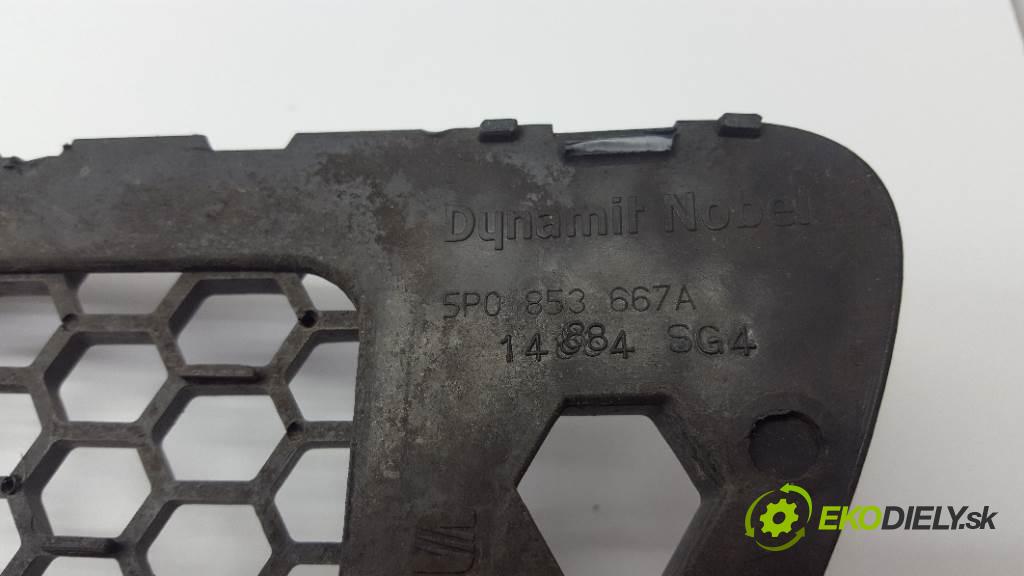 Dynamit Nobel
5P0 853 667A
SG4
EKODIELY.sk